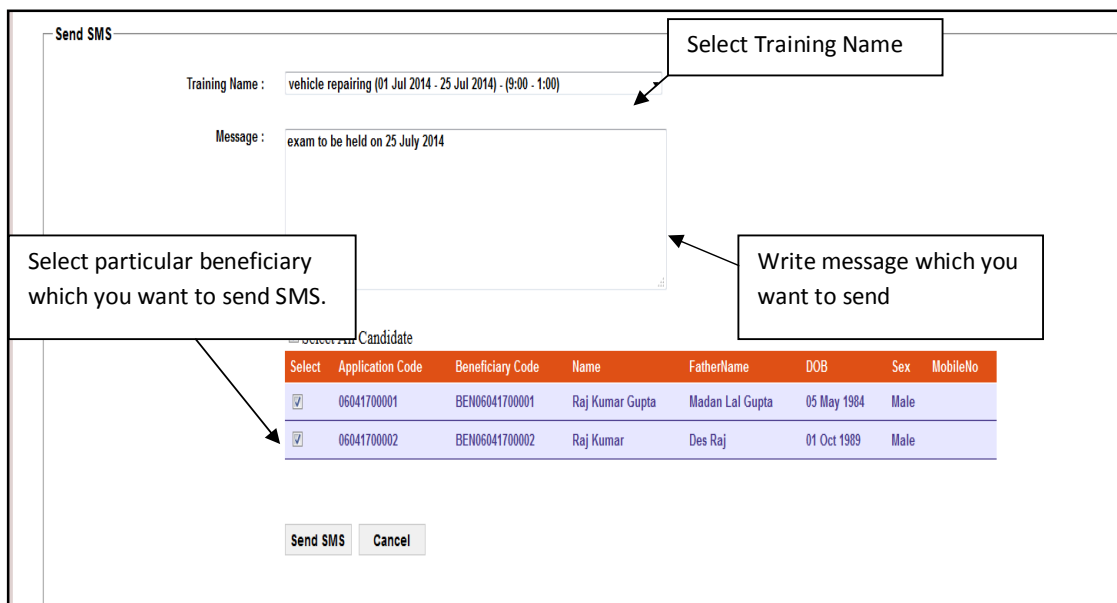 Send SMS
Select Training Name
Training Name :
vehicle repairing (01 Jul 2014 - 25 Jul 2014) - (9:00 - 1:00)
Message :
exam to be held on 25 July 2014
Select particular beneficiary
which you want to send SMS.
Write message which you
want to send
Select All Candidate
Select Application Code Beneficiary Code Name FatherName DOB Sex MobileNo
06041700001 BEN06041700001 Raj Kumar Gupta Madan Lal Gupta 05 May 1984 Male
06041700002 BEN06041700002 Raj Kumar Des Raj 01 Oct 1989 Male
Send SMS Cancel